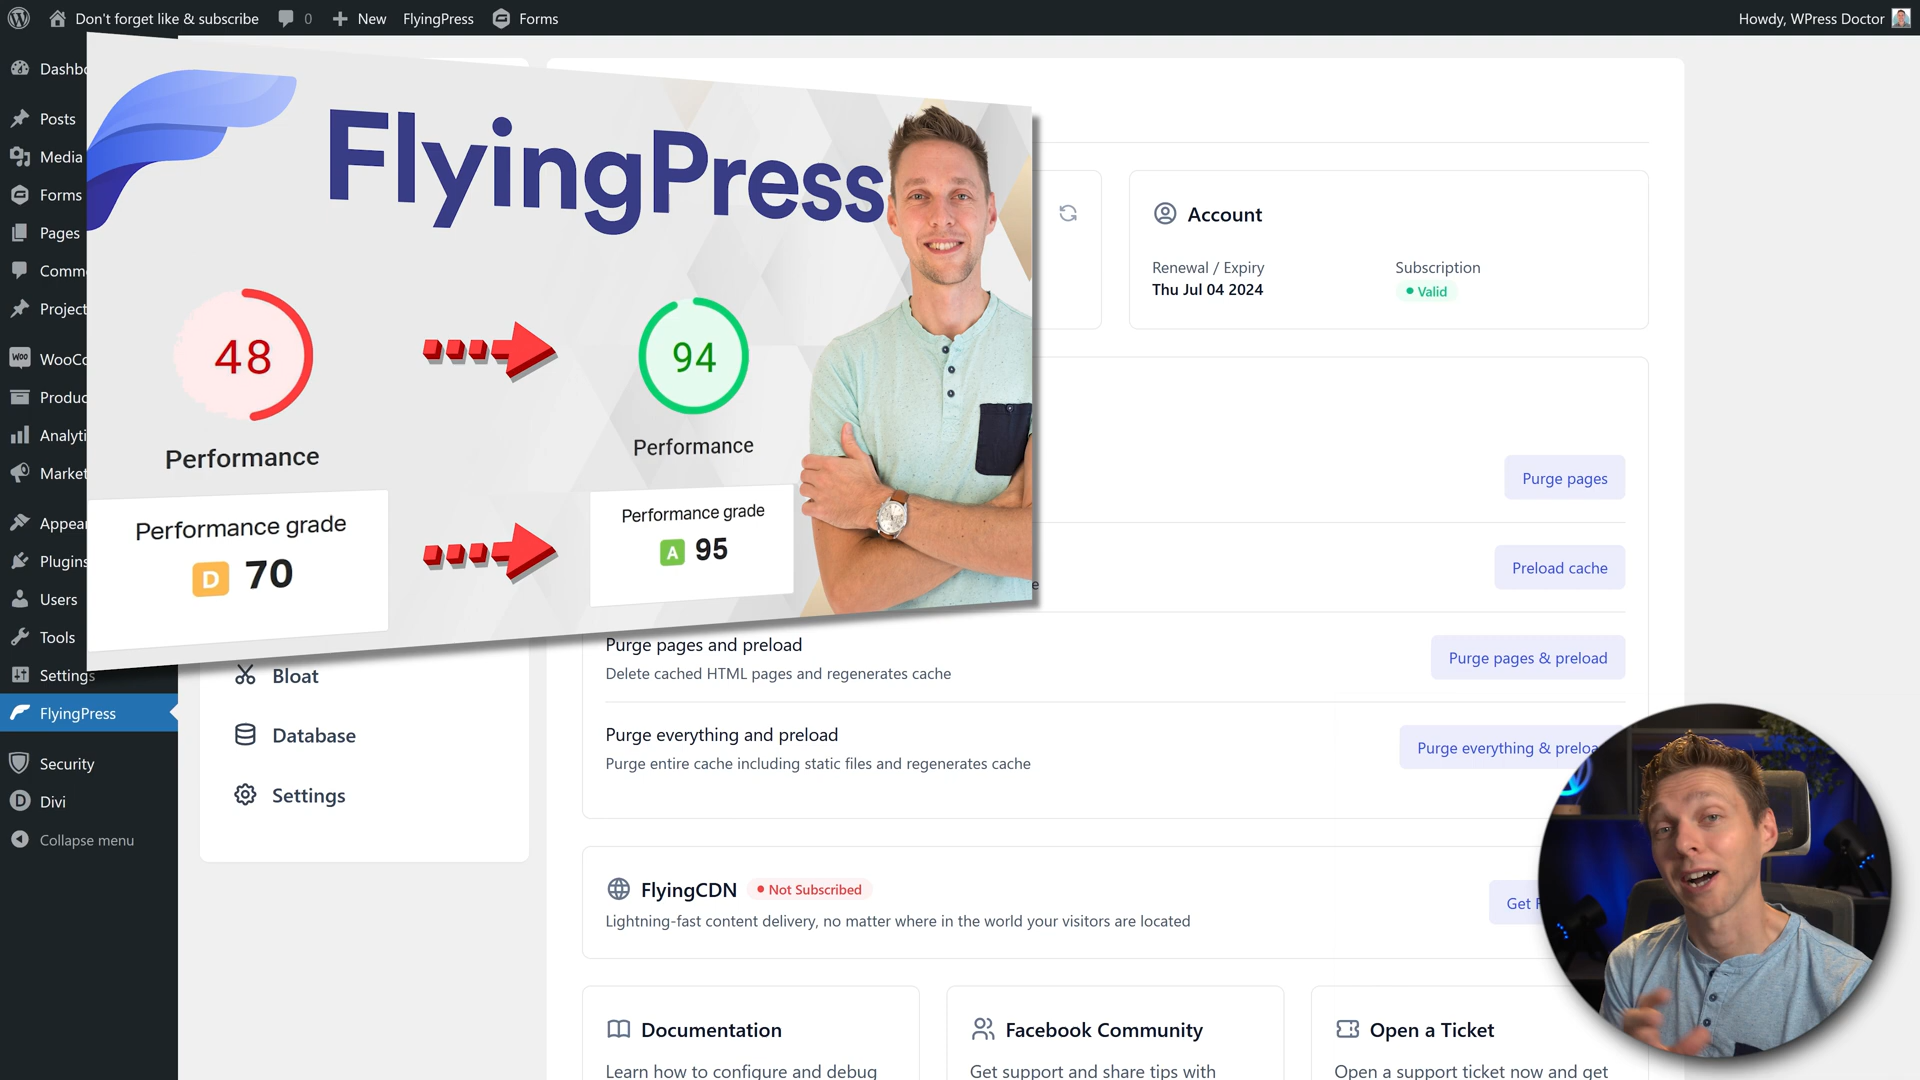 Don't forget like & subscribe
0
New
FlyingPress
Forms
Howdy, WPress Doctor
Dashbo
Posts
Media
Forms
Pages
Comme
Project
WooCo
Produc
Analyti
Market
Appear
Plugins
Users
Tools
Settings
FlyingPress
Security
Divi
Collapse menu
FlyingPress
48
94
Performance
Performance
Performance grade
D 70
Performance grade
A 95
Bloat
Database
Settings
Account
Renewal / Expiry
Thu Jul 04 2024
Subscription
Valid
Purge pages
Preload cache
Purge pages and preload
Delete cached HTML pages and regenerates cache
Purge pages & preload
Purge everything and preload
Purge entire cache including static files and regenerates cache
Purge everything & preloa
FlyingCDN
Not Subscribed
Lightning-fast content delivery, no matter where in the world your visitors are located
Get F
Documentation
Learn how to configure and debug
Facebook Community
Get support and share tips with
Open a Ticket
Open a support ticket now and get